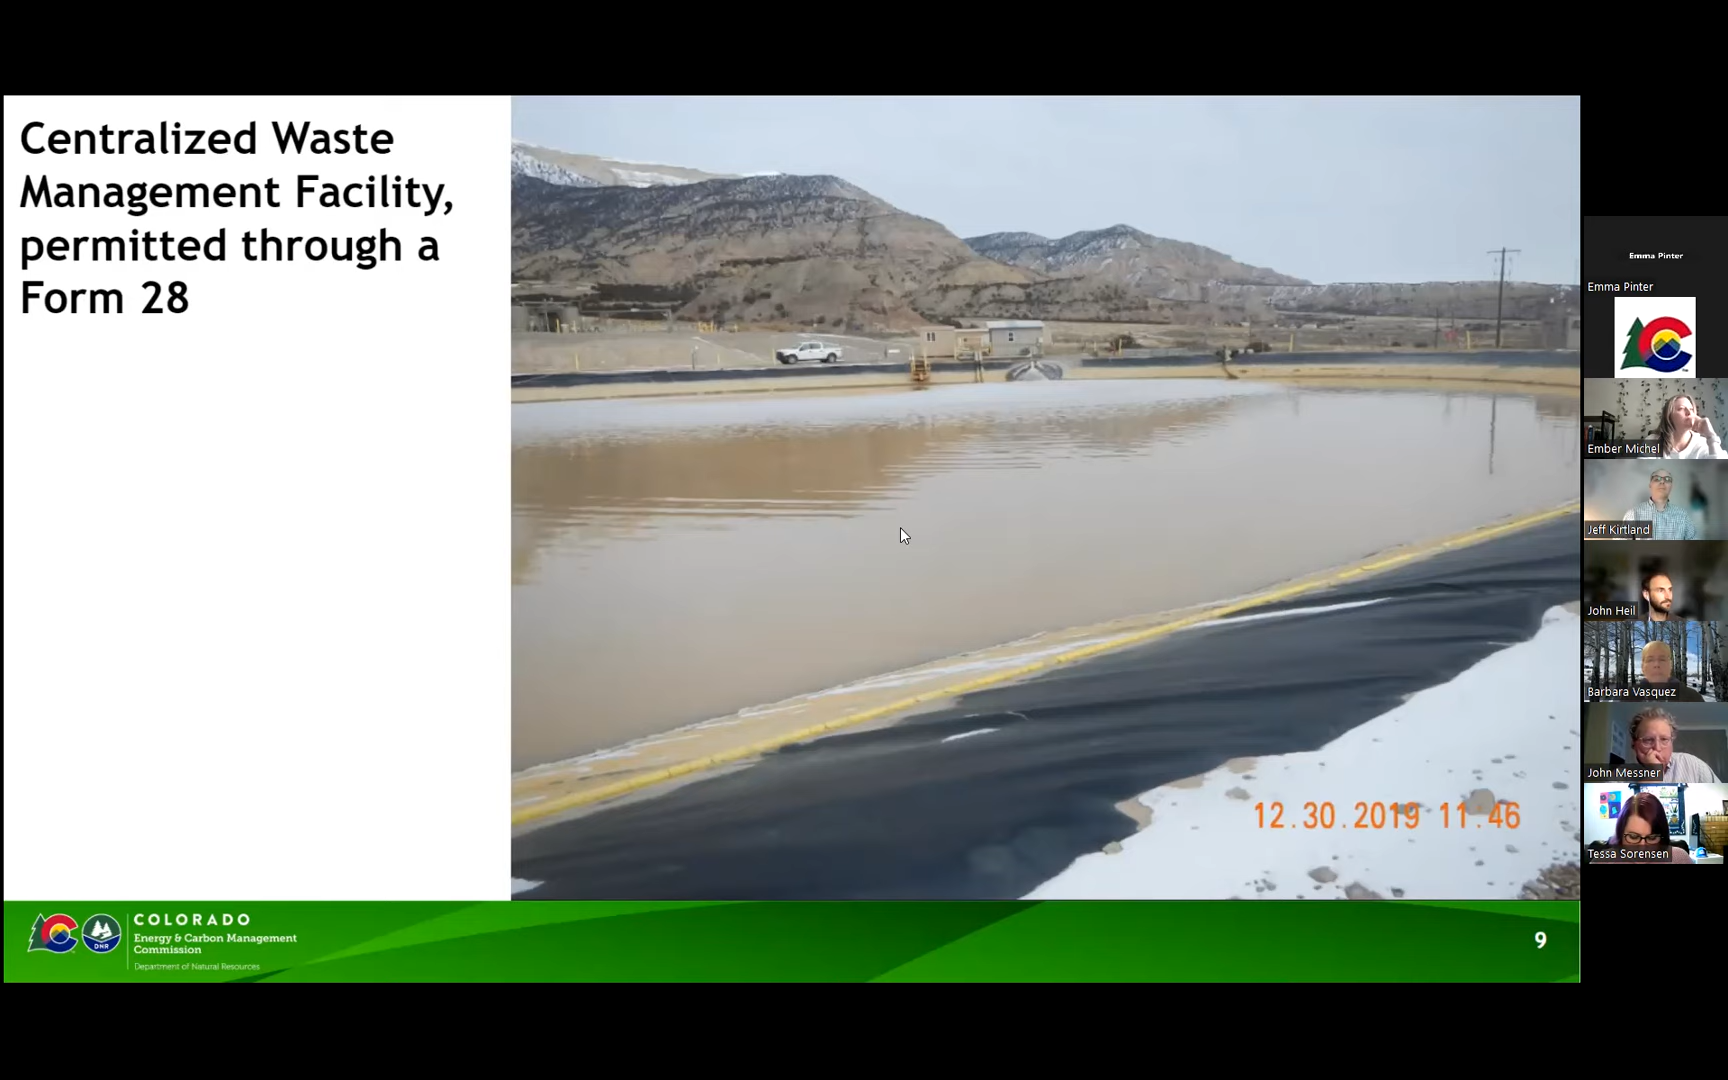 Centralized Waste
Management Facility,
permitted through a
Form 28
12.30.2019 11:46
COLORADO
Energy & Carbon Management
Commission
Department of Natural Resources
DNR
9
Emma Pinter
Emma Pinter
Ember Michel
Jeff Kirtland
John Heil
Barbara Vasquez
John Messner
Tessa Sorensen